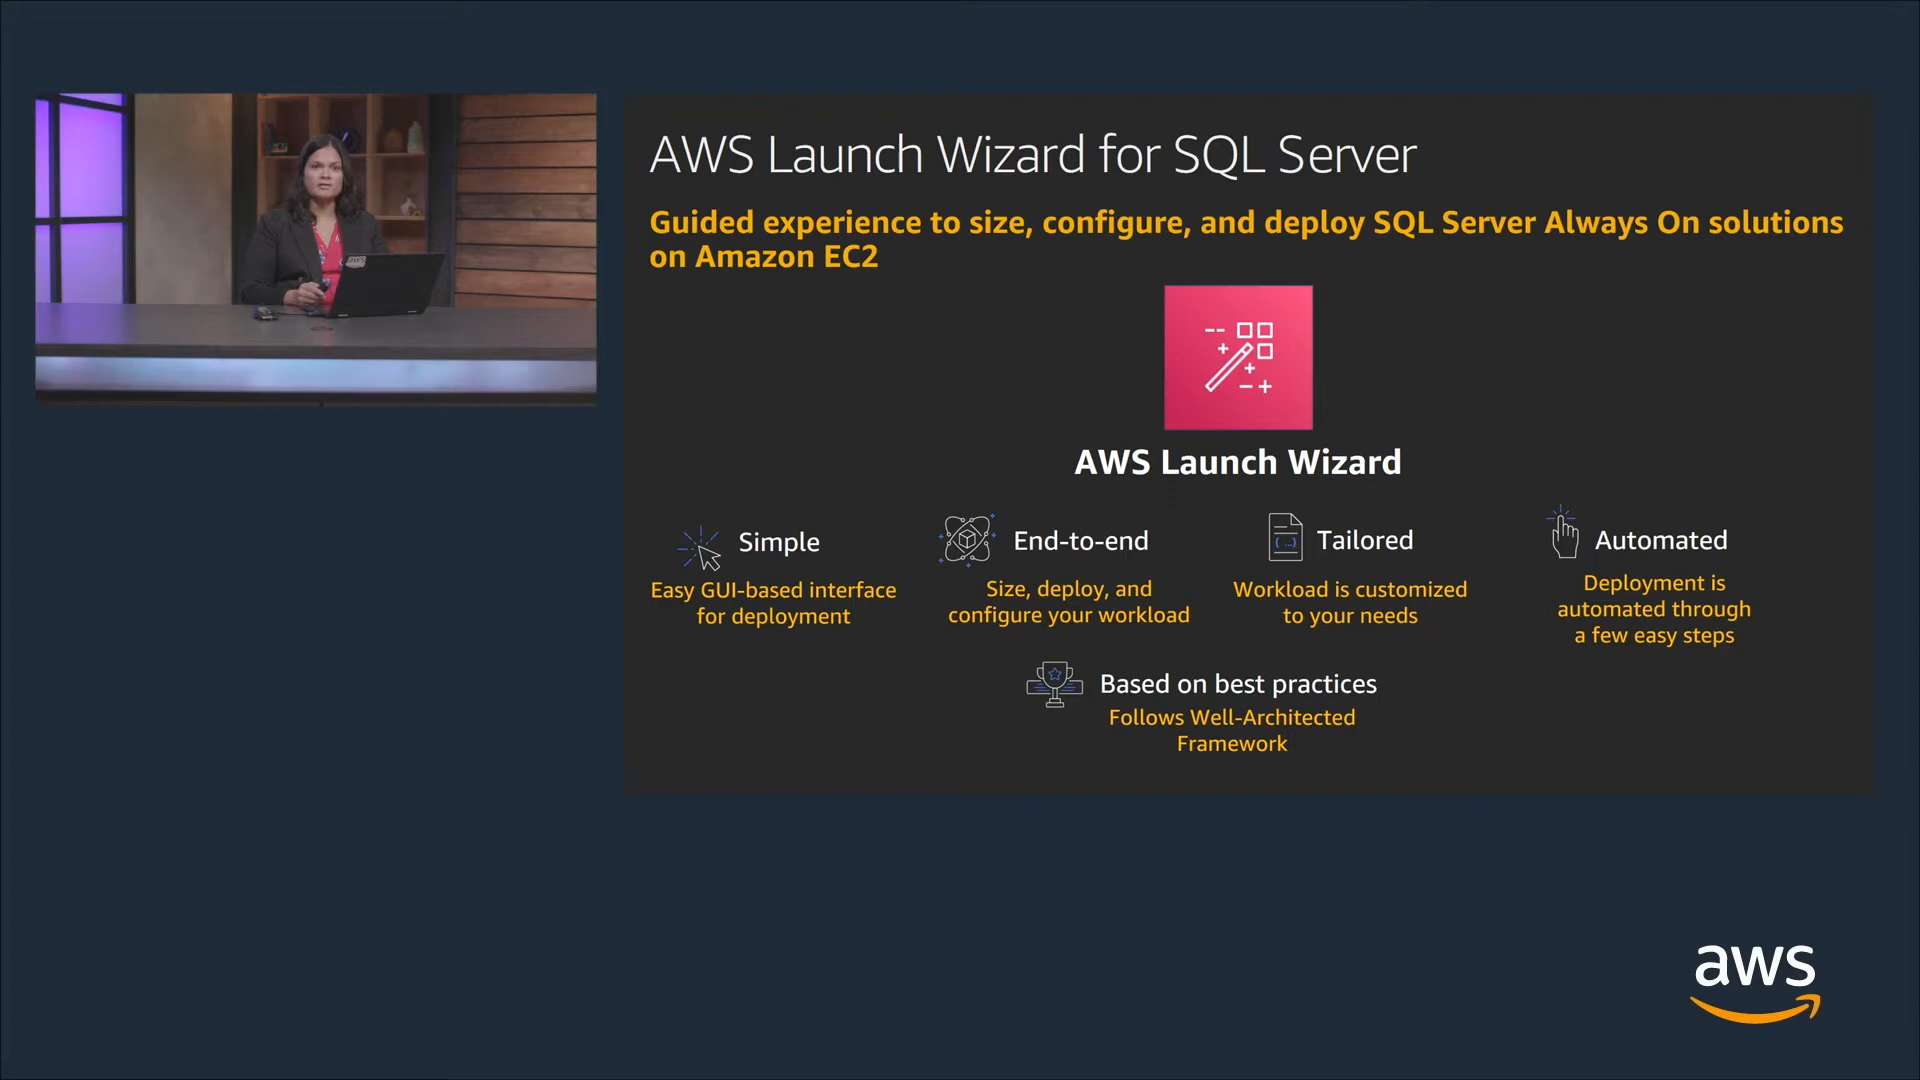 AWS Launch Wizard for SQL Server
Guided experience to size, configure, and deploy SQL Server Always On solutions
on Amazon EC2
AWS Launch Wizard
Simple
Easy GUI-based interface
for deployment
End-to-end
Size, deploy, and
configure your workload
Tailored
Workload is customized
to your needs
Automated
Deployment is
automated through
a few easy steps
Based on best practices
Follows Well-Architected
Framework
aws
aws